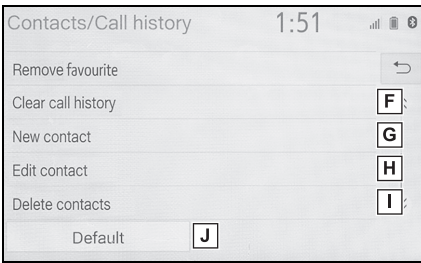 Contacts/Call history 1:51
Remove favourite
Clear call history F
New contact G
Edit contact H
Delete contacts I
Default J